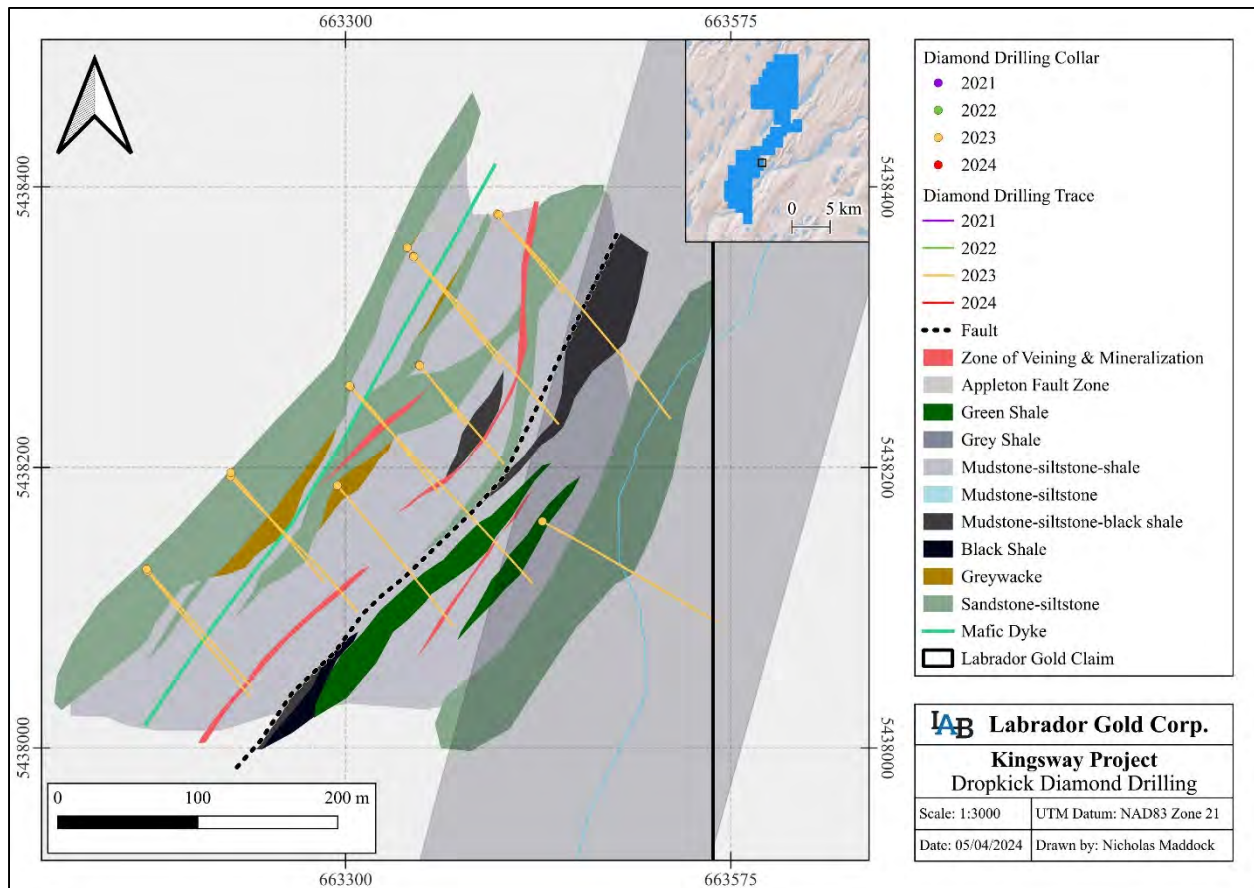 663300
663575
5438400
5438400
5438200
5438200
5438000
5438000
0 5 km
0 100 200 m
663300
663575
Diamond Drilling Collar
2021
2022
2023
2024
Diamond Drilling Trace
2021
2022
2023
2024
Fault
Zone of Veining & Mineralization
Appleton Fault Zone
Green Shale
Grey Shale
Mudstone-siltstone-shale
Mudstone-siltstone
Mudstone-siltstone-black shale
Black Shale
Greywacke
Sandstone-siltstone
Mafic Dyke
Labrador Gold Claim
LAB Labrador Gold Corp.
Kingsway Project
Dropkick Diamond Drilling
Scale: 1:3000 UTM Datum: NAD83 Zone 21
Date: 05/04/2024 Drawn by: Nicholas Maddock